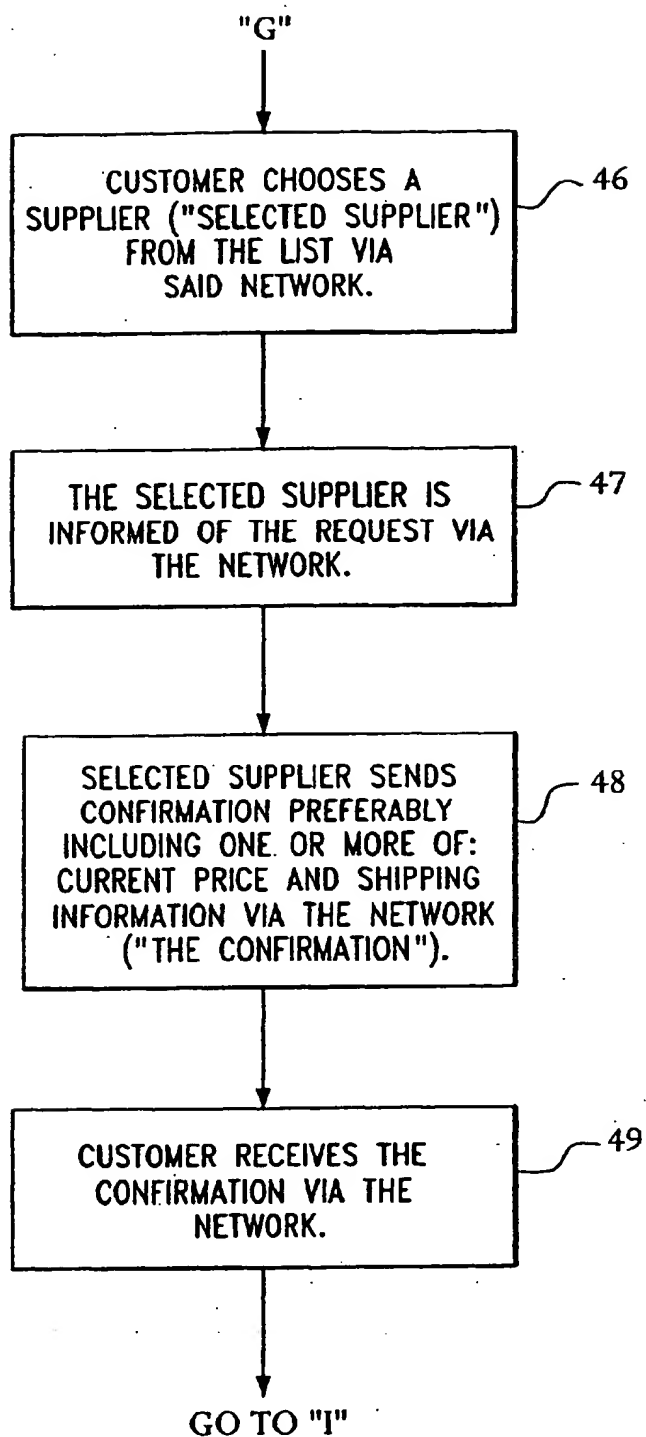 "G"
CUSTOMER CHOOSES A
SUPPLIER ("SELECTED SUPPLIER")
FROM THE LIST VIA
SAID NETWORK.
46
THE SELECTED SUPPLIER IS
INFORMED OF THE REQUEST VIA
THE NETWORK.
47
SELECTED SUPPLIER SENDS
CONFIRMATION PREFERABLY
INCLUDING ONE OR MORE OF:
CURRENT PRICE AND SHIPPING
INFORMATION VIA THE NETWORK
("THE CONFIRMATION").
48
CUSTOMER RECEIVES THE
CONFIRMATION VIA THE
NETWORK.
49
GO TO "I"